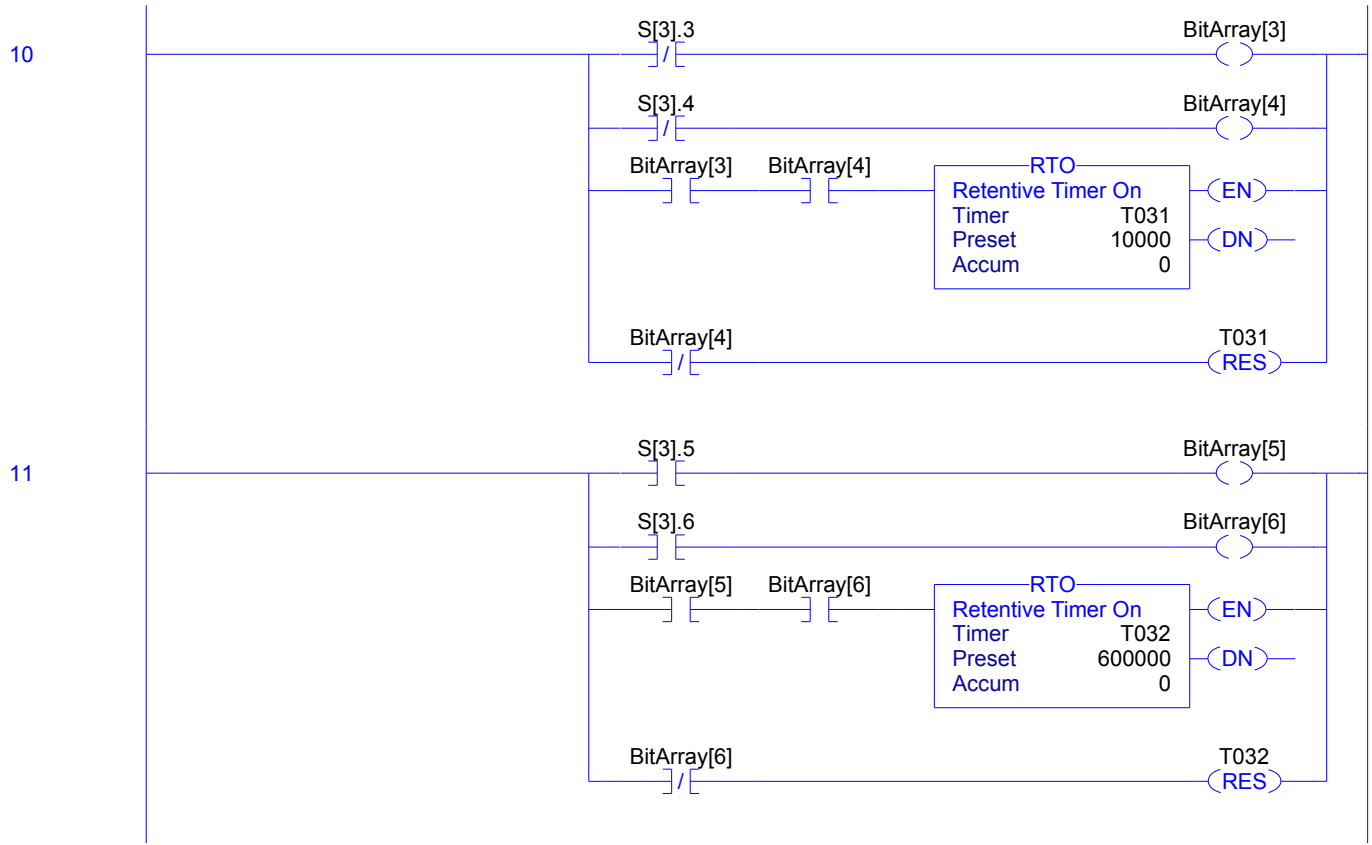 S[3].3 BitArray[3]
10
/
S[3].4 BitArray[4]
/
BitArray[3] BitArray[4] RTO
Retentive Timer On EN
Timer T031
Preset 10000 DN
Accum 0
BitArray[4] T031
/ RES
S[3].5 BitArray[5]
11
S[3].6 BitArray[6]
BitArray[5] BitArray[6] RTO
Retentive Timer On EN
Timer T032
Preset 600000 DN
Accum 0
BitArray[6] T032
/ RES